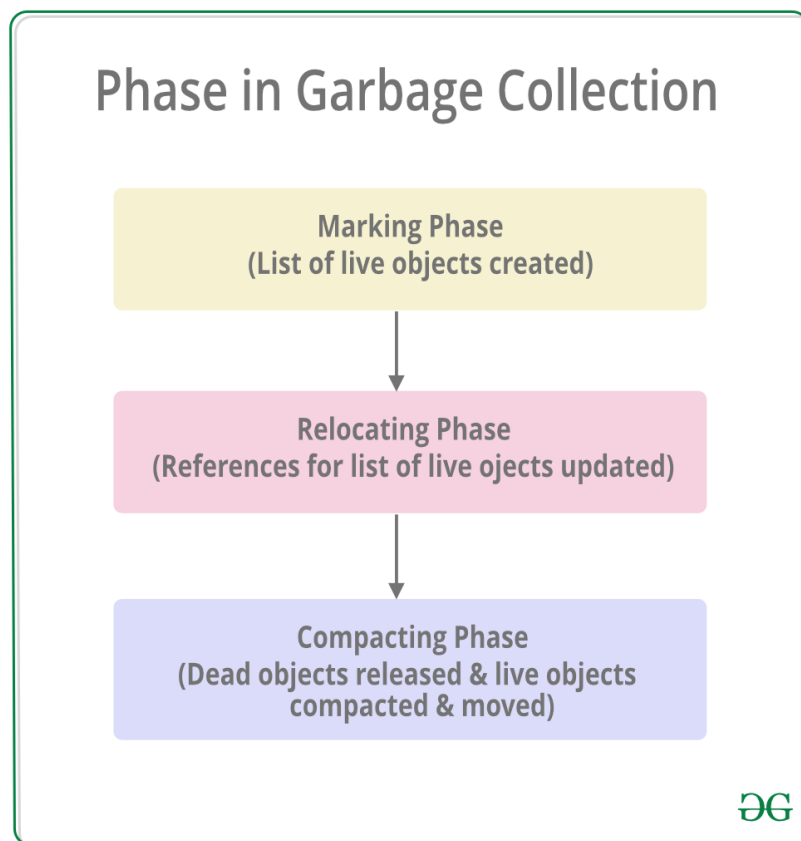 Phase in Garbage Collection
Marking Phase
(List of live objects created)
Relocating Phase
(References for list of live ojects updated)
Compacting Phase
(Dead objects released & live objects
compacted & moved)